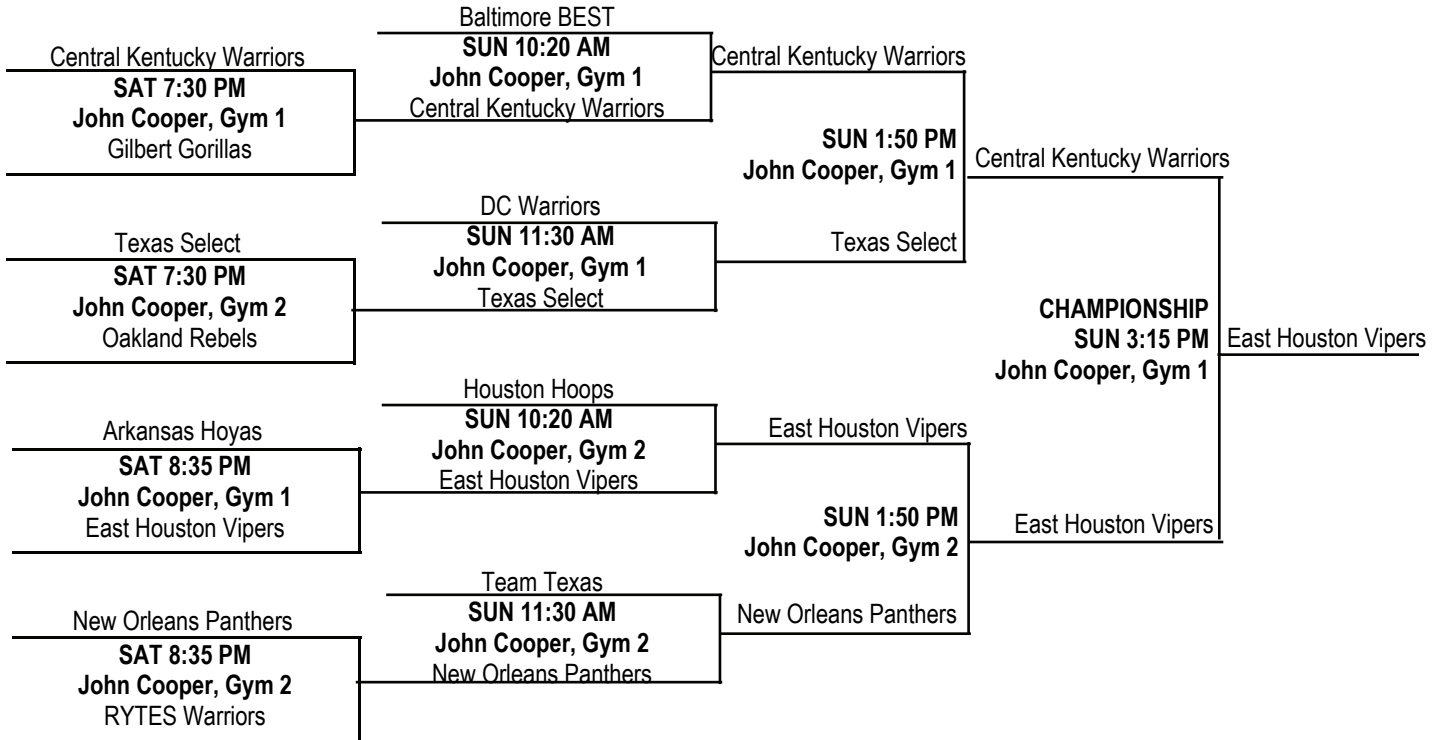 Baltimore BEST
SUN 10:20 AM
John Cooper, Gym 1
Central Kentucky Warriors
Central Kentucky Warriors
SAT 7:30 PM
John Cooper, Gym 1
Gilbert Gorillas
Central Kentucky Warriors
SUN 1:50 PM
John Cooper, Gym 1
Texas Select
Central Kentucky Warriors
DC Warriors
SUN 11:30 AM
John Cooper, Gym 1
Texas Select
Texas Select
SAT 7:30 PM
John Cooper, Gym 2
Oakland Rebels
CHAMPIONSHIP
SUN 3:15 PM
John Cooper, Gym 1
East Houston Vipers
Houston Hoops
SUN 10:20 AM
John Cooper, Gym 2
East Houston Vipers
Arkansas Hoyas
SAT 8:35 PM
John Cooper, Gym 1
East Houston Vipers
East Houston Vipers
SUN 1:50 PM
John Cooper, Gym 2
New Orleans Panthers
East Houston Vipers
Team Texas
SUN 11:30 AM
John Cooper, Gym 2
New Orleans Panthers
New Orleans Panthers
SAT 8:35 PM
John Cooper, Gym 2
RYTES Warriors